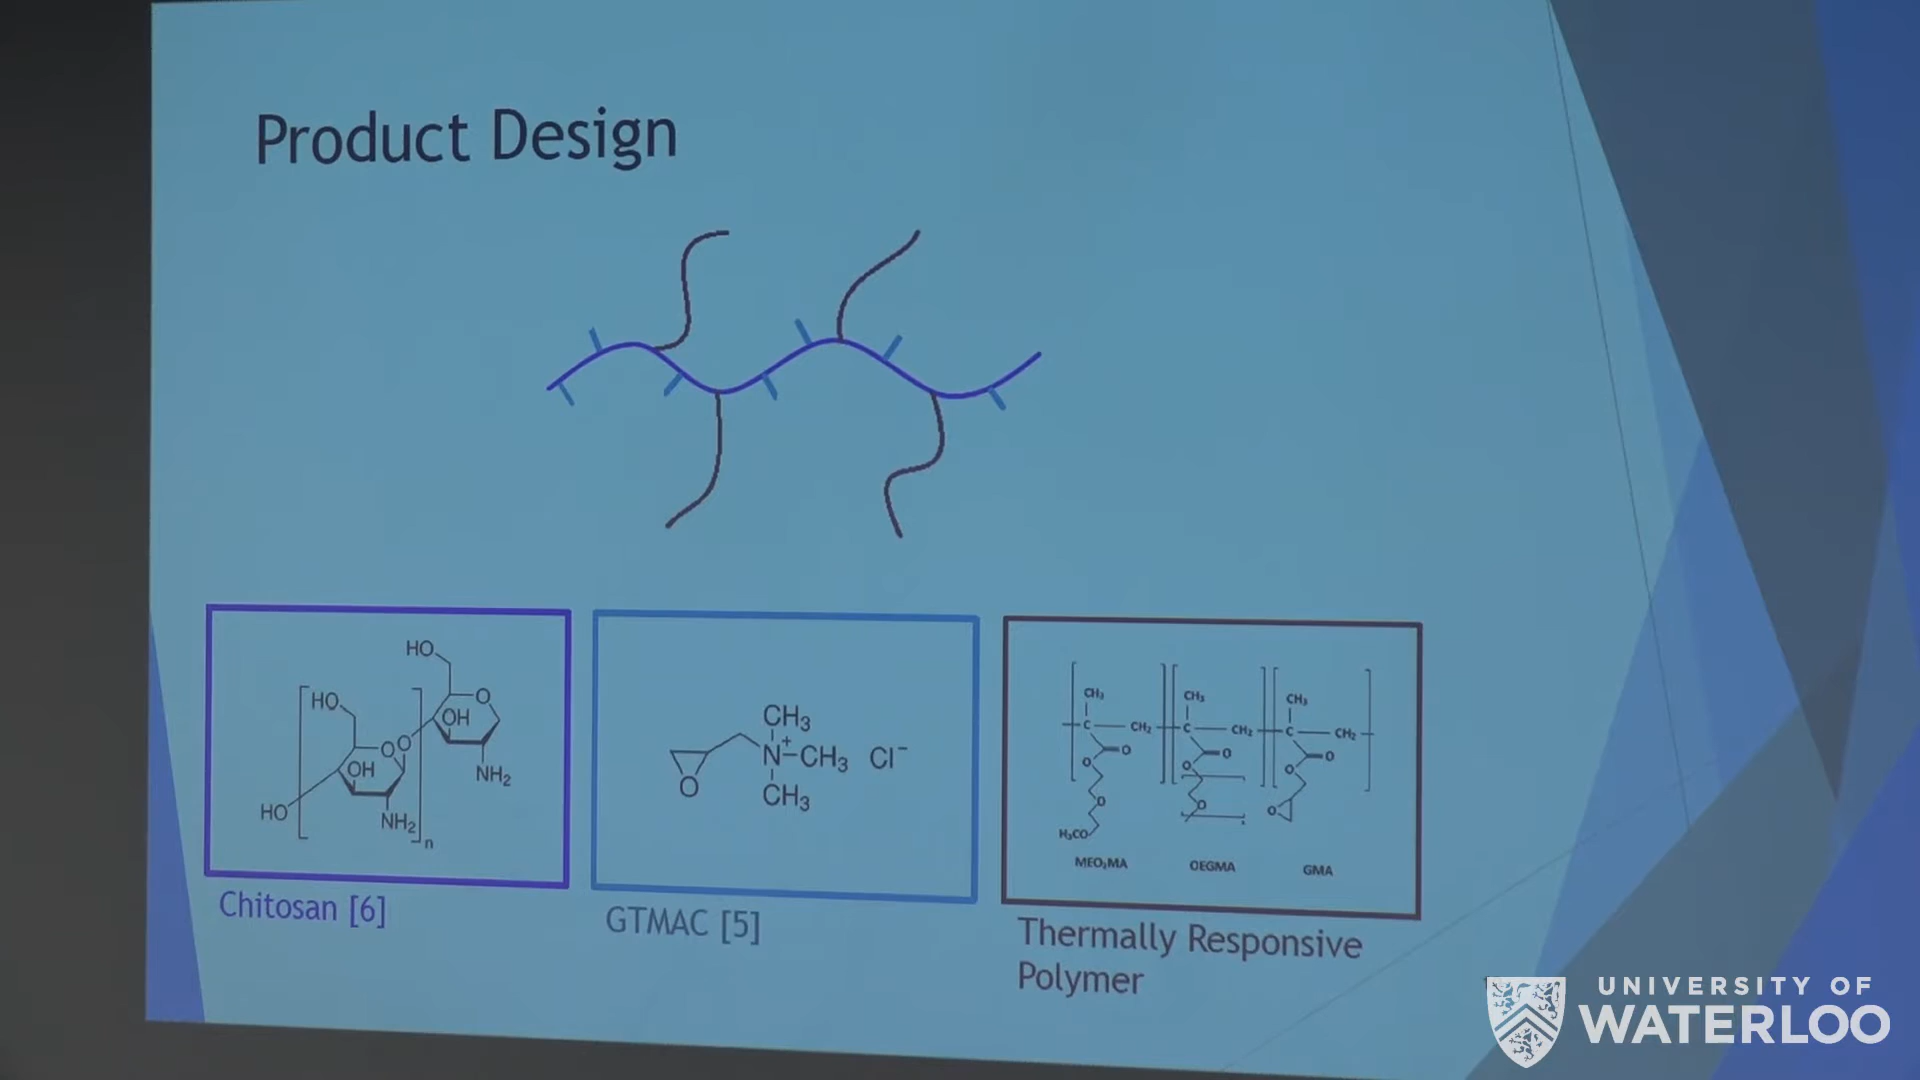 Product Design
HO
HO
O
OH
O O
OH
NH2
HO
NH2
n
Chitosan [6]
CH3
N+-CH3 Cl-
O
CH3
GTMAC [5]
CH₃
CH₃
CH₃
C
CH₂
C
CH₂
C
CH₂
O
O
O
O
O
O
O
O
O
H₃CO
MEO₂MA
OEGMA
GMA
Thermally Responsive
Polymer
UNIVERSITY OF
WATERLOO